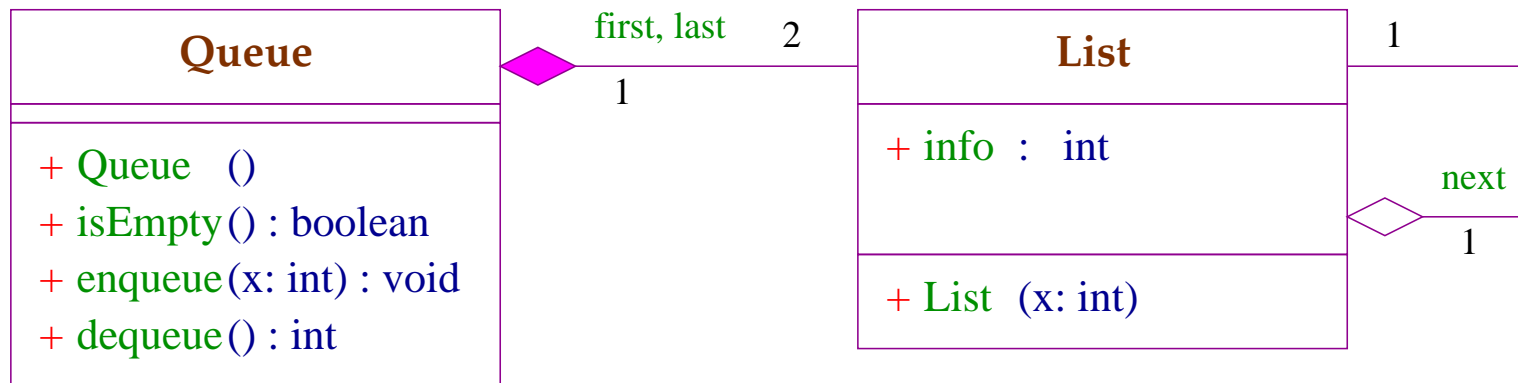 Queue
+ Queue ()
+ isEmpty () : boolean
+ enqueue (x: int) : void
+ dequeue () : int
first, last
2
1
List
+ info : int
+ List (x: int)
1
next
1